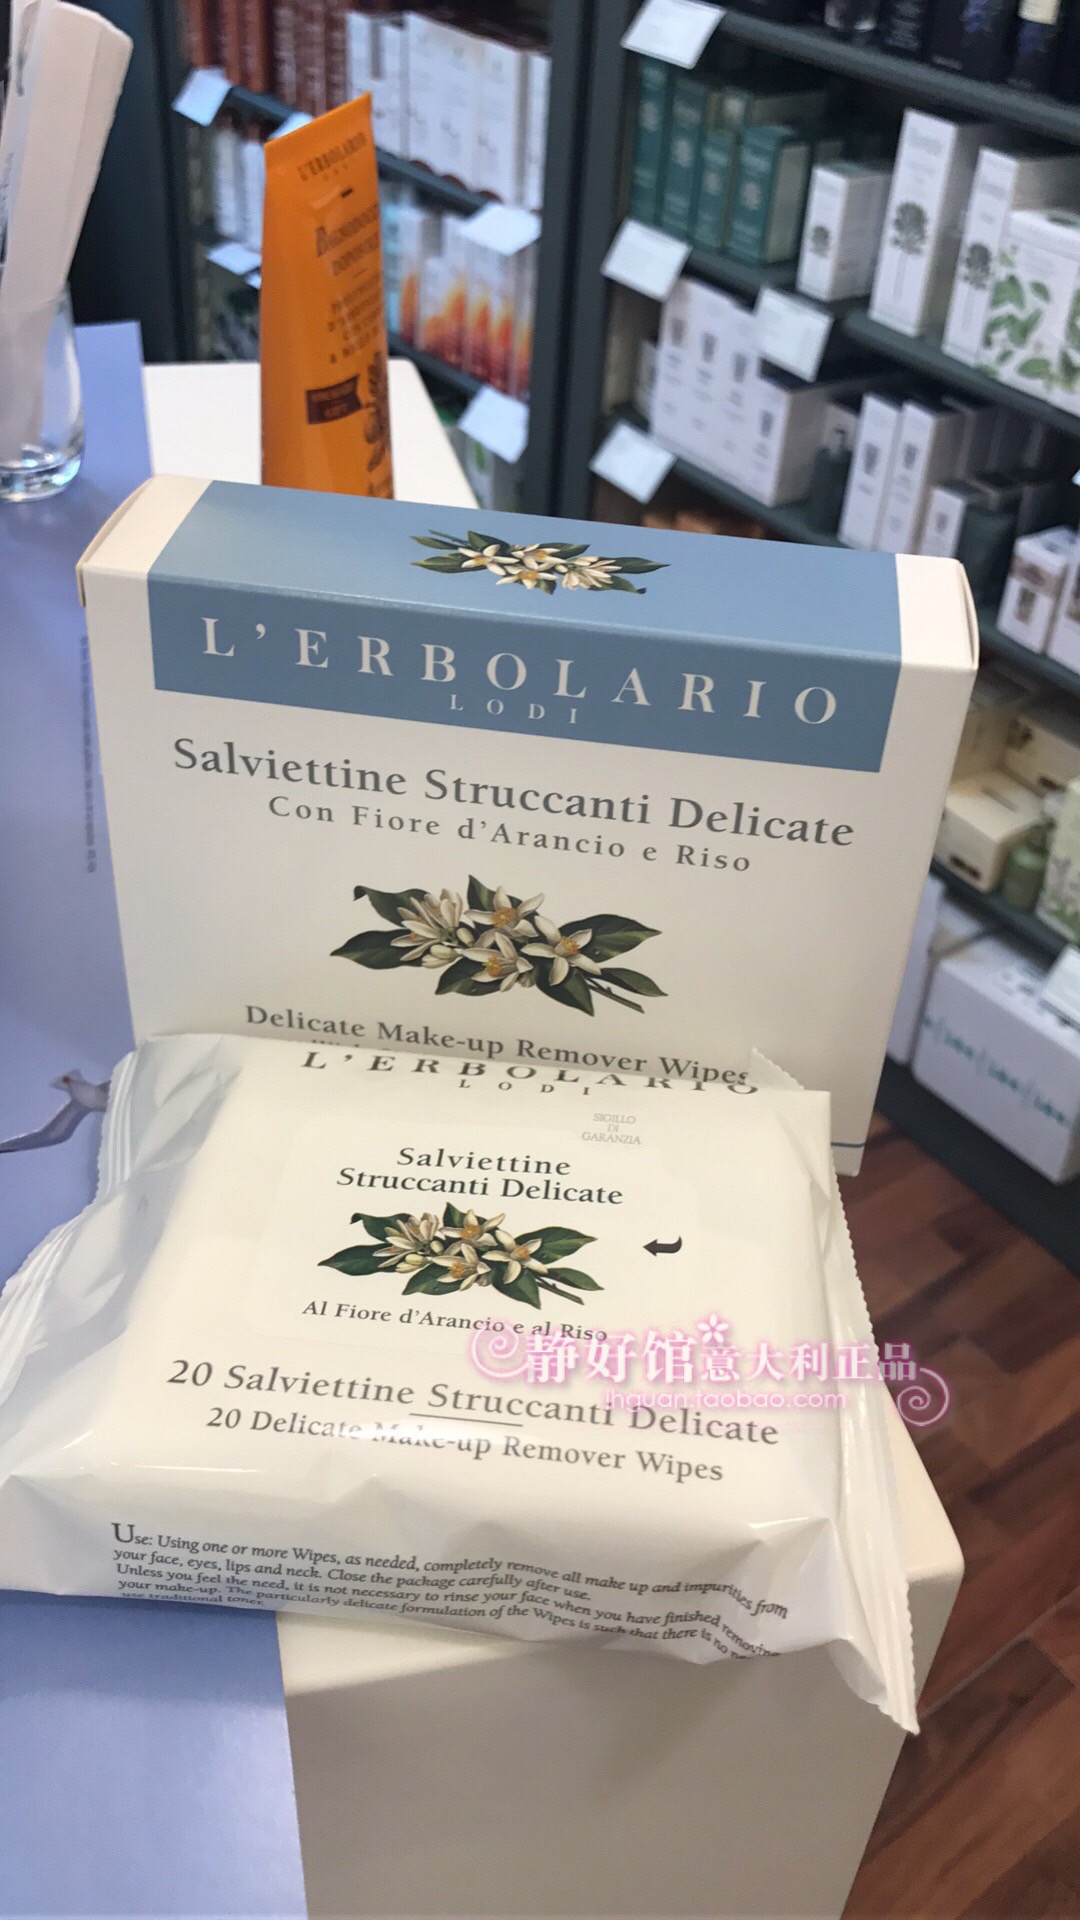 L'ERBOLARIO
L'ERBOLARIO
LODI
Salviettine Struccanti Delicate
Con Fiore d'Arancio e Riso
Delicate Make-up Remover Wipes
L'ERBOLARIO
LODI
SIGILLO
DI
GARANZIA
Salviettine
Struccanti Delicate
Al Fiore d'Arancio e al Riso
静好馆意大利正品
20 Salviettine Struccanti Delicate
20 Delicate Make-up Remover Wipes
Use: Using one or more Wipes, as needed, completely remove all make up and impurities from
your face, eyes, lips and neck. Close the package carefully after use.
Unless you feel the need, it is not necessary to rinse your face when you have finished removing
your make-up. The particularly delicate formulation of the Wipes is such that there is no
use traditional toner.